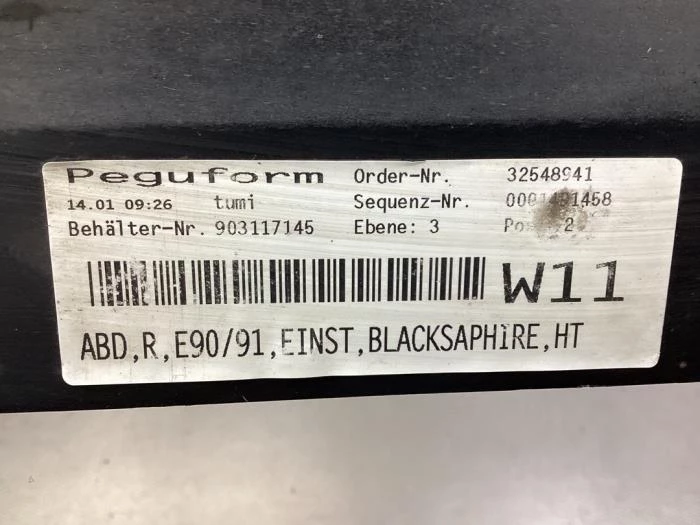 Peguform Order-Nr. 32548941
14.01 09:26 tumi Sequenz-Nr.
Behälter-Nr. 903117145 Ebene: 3 2
W11
ABD,R,E90/91,EINST,BLACKSAPHIRE,HT